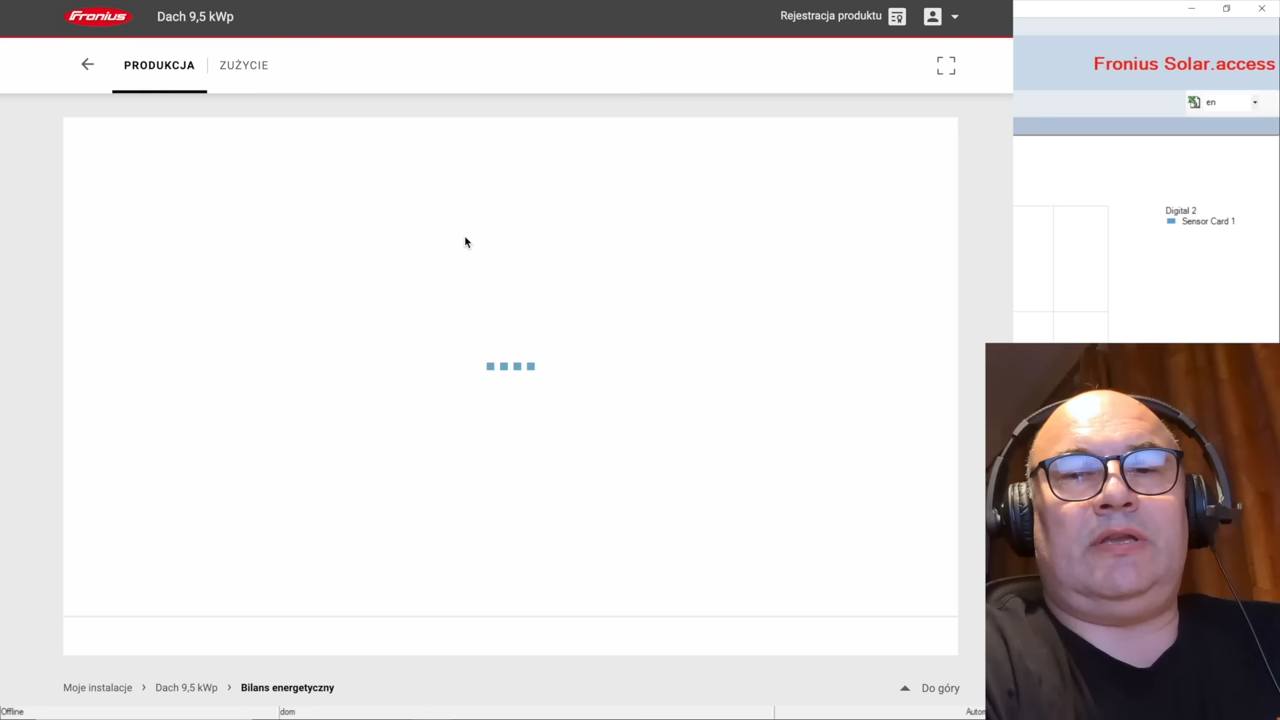 Fronius
Dach 9,5 kWp
Rejestracja produktu
PRODUKCJA
ZUŻYCIE
Fronius Solar.access
en
Digital 2
Sensor Card 1
Moje instalacje
Dach 9,5 kWp
Bilans energetyczny
Do góry
Offline
dom